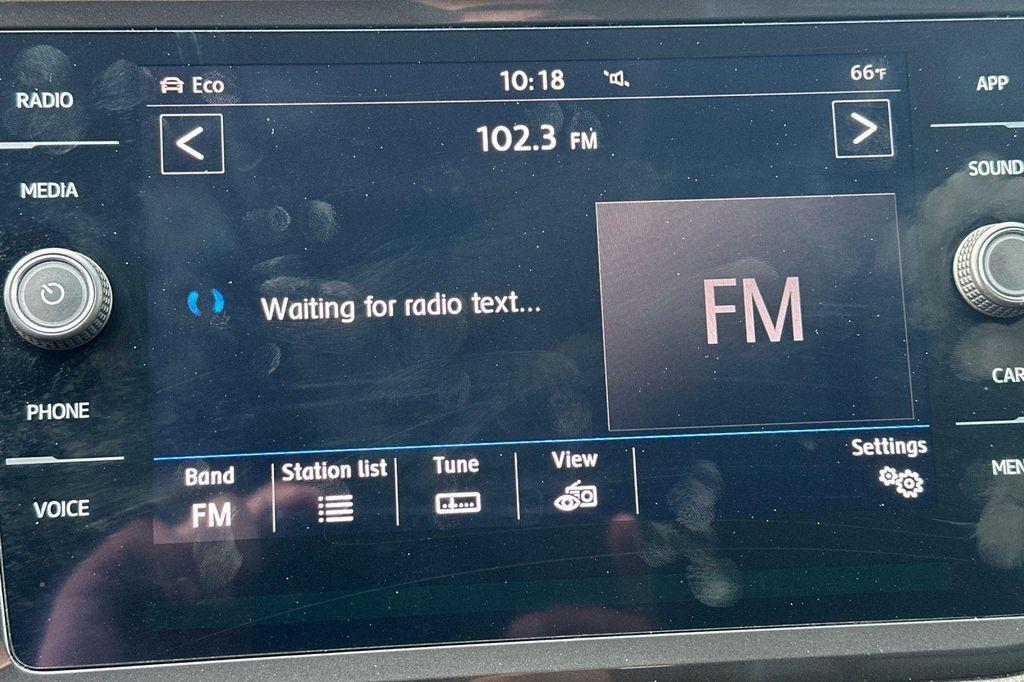 RADIO
MEDIA
PHONE
VOICE
Eco
10:18
66°F
<
102.3 FM
>
Waiting for radio text...
FM
Band
FM
Station list
Tune
View
Settings
APP
SOUND
CAR
MEN